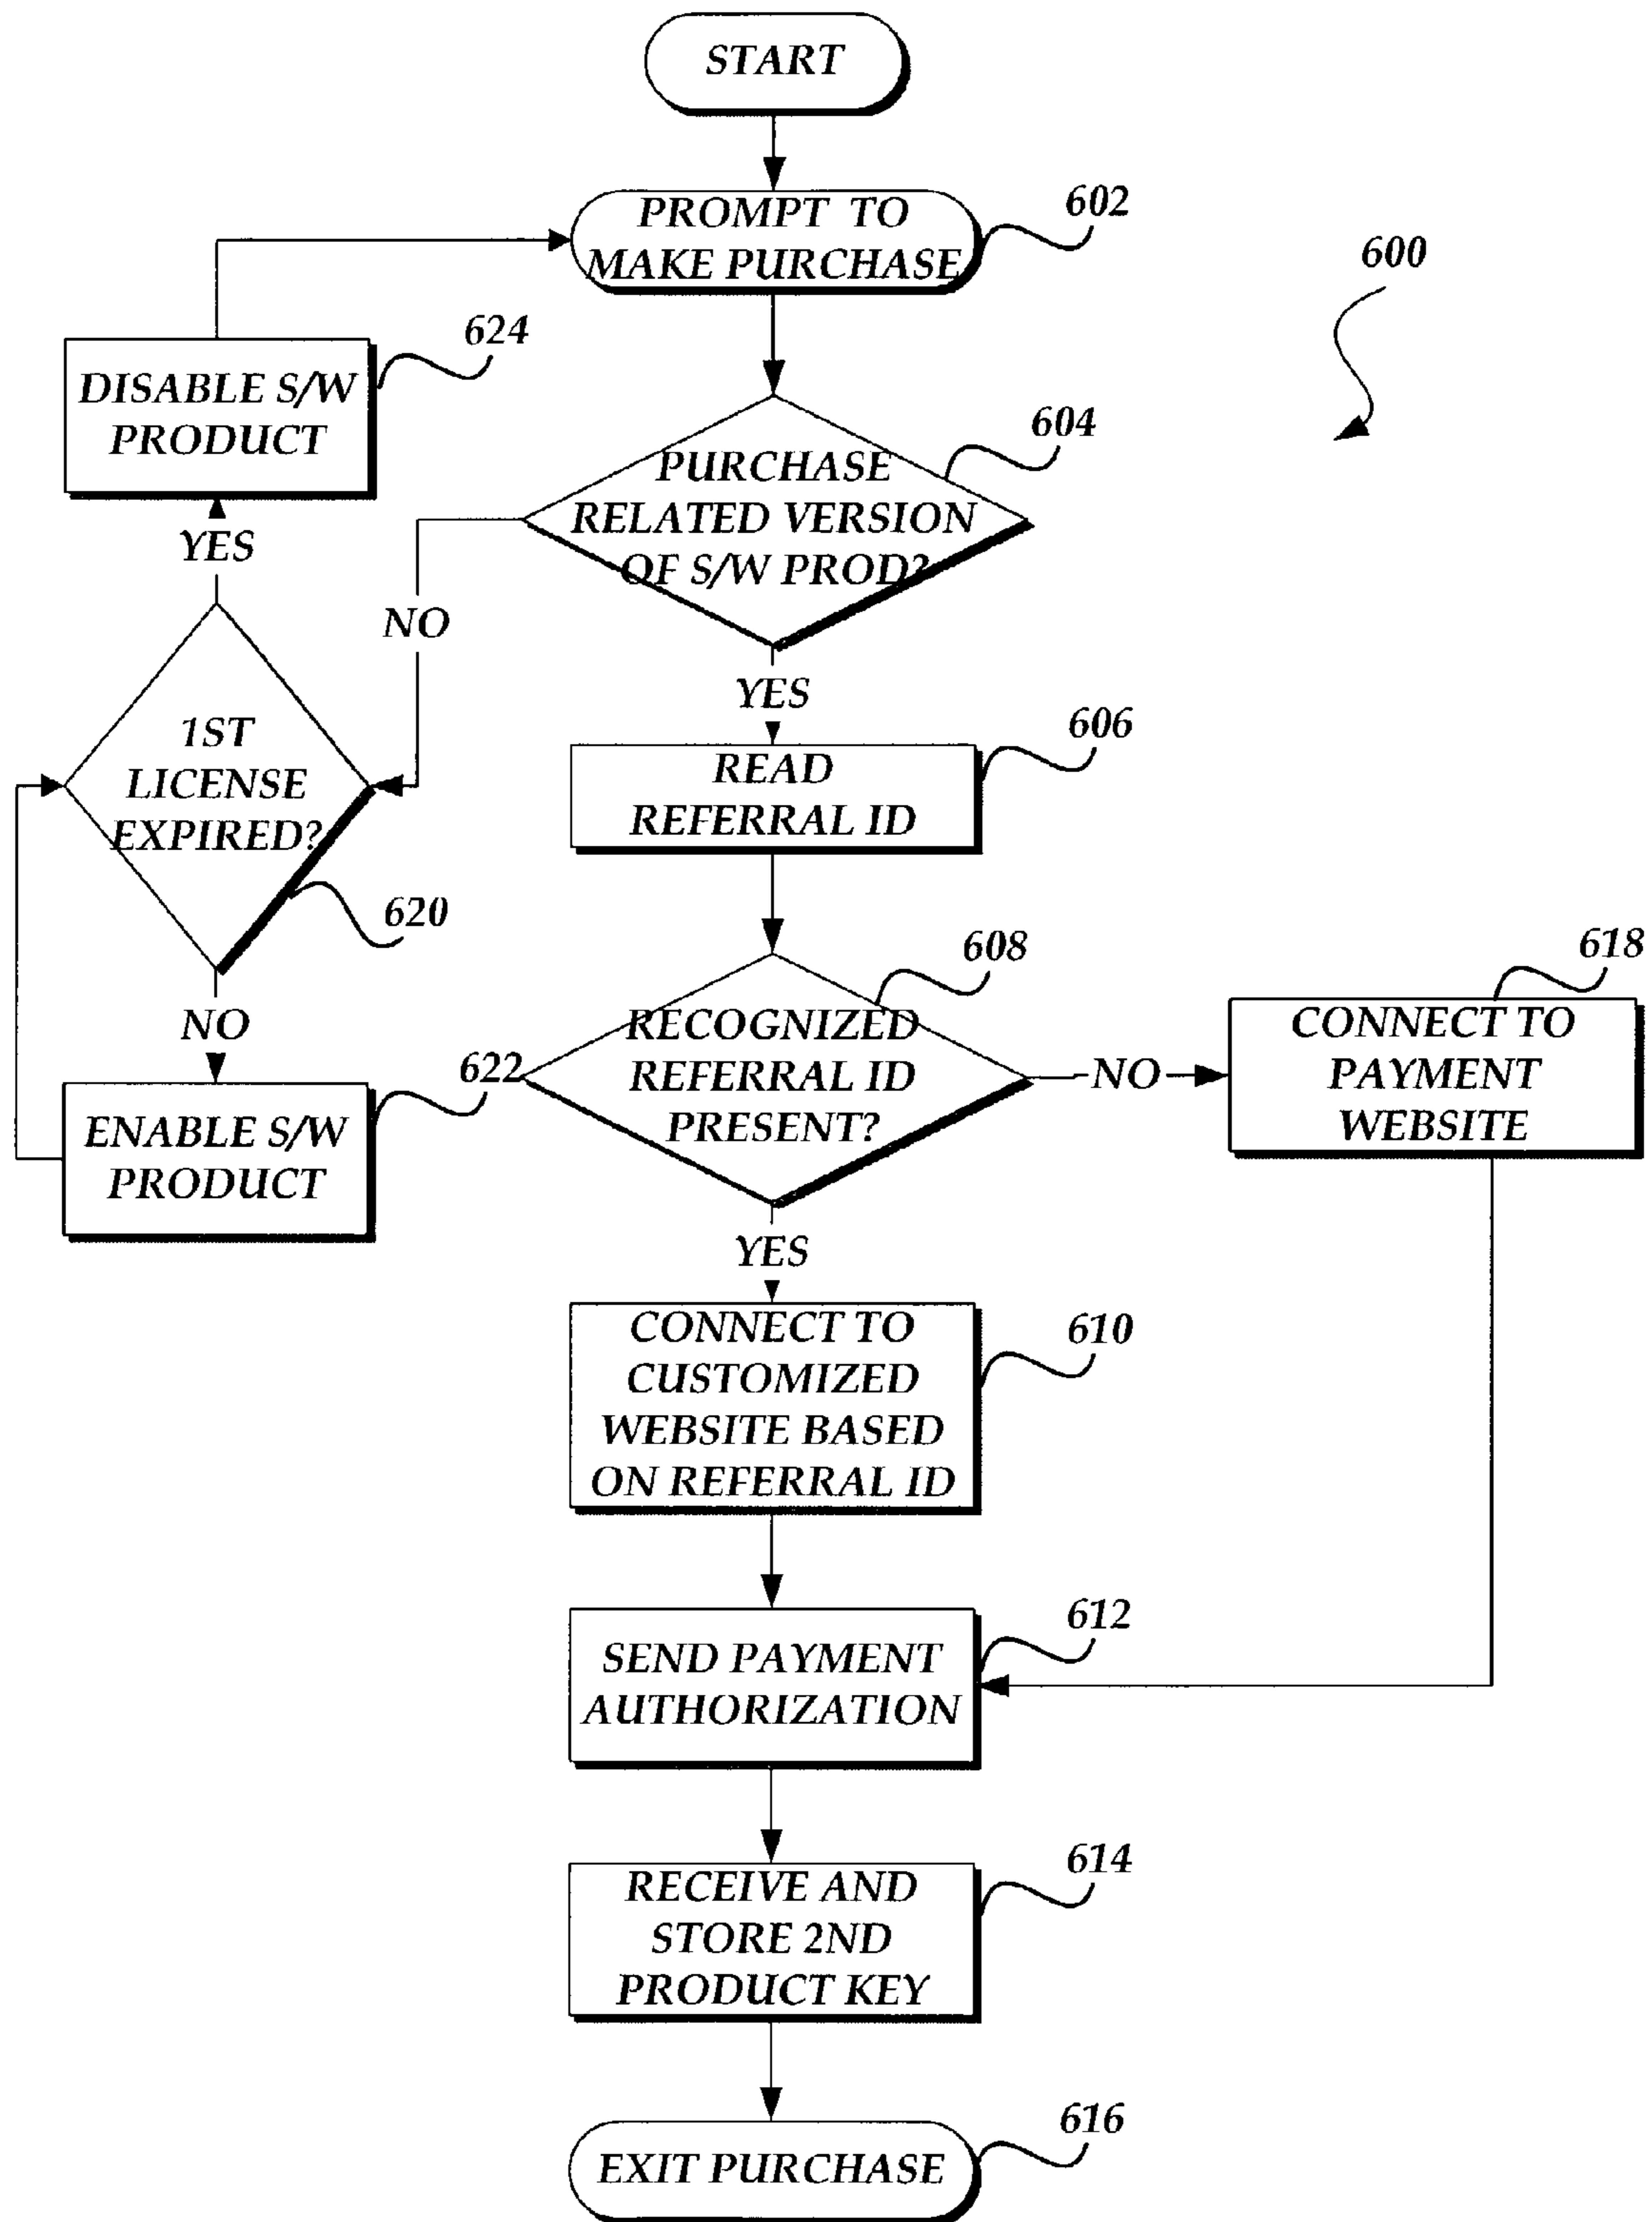 START
PROMPT TO
MAKE PURCHASE
602
600
624
DISABLE S/W
PRODUCT
604
PURCHASE
RELATED VERSION
OF S/W PROD?
YES
NO
YES
606
READ
REFERRAL ID
1ST
LICENSE
EXPIRED?
620
NO
622
ENABLE S/W
PRODUCT
608
RECOGNIZED
REFERRAL ID
PRESENT?
NO
618
CONNECT TO
PAYMENT
WEBSITE
YES
CONNECT TO
CUSTOMIZED
WEBSITE BASED
ON REFERRAL ID
610
SEND PAYMENT
AUTHORIZATION
612
RECEIVE AND
STORE 2ND
PRODUCT KEY
614
EXIT PURCHASE
616